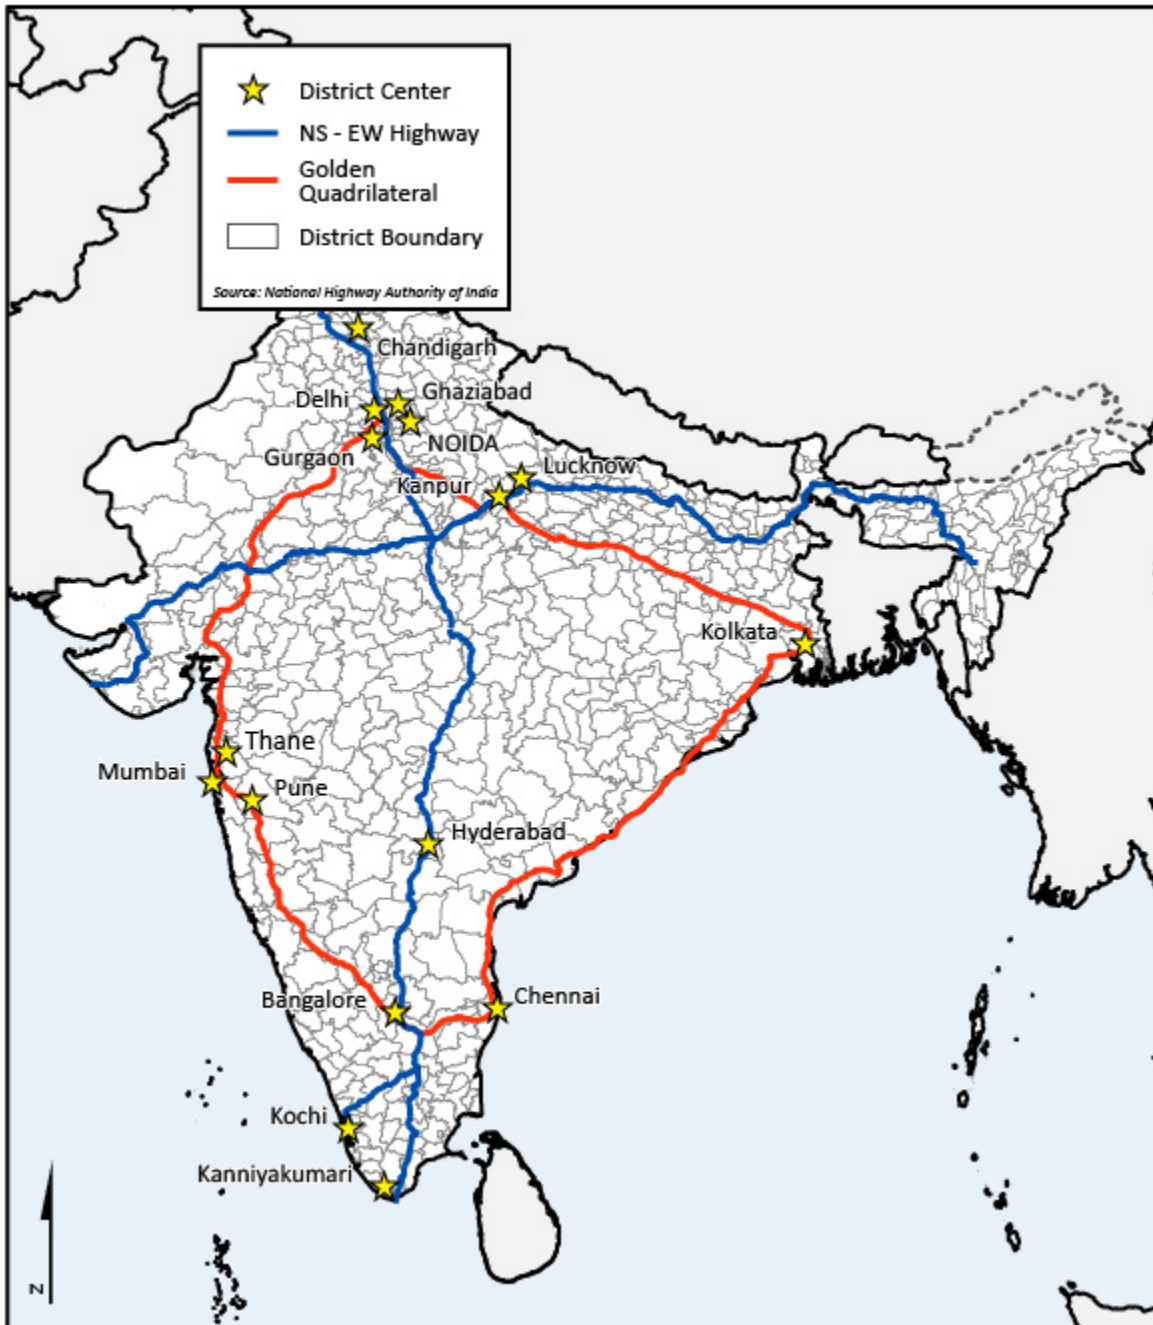 District Center
NS - EW Highway
Golden
Quadrilateral
District Boundary
Source: National Highway Authority of India
Chandigarh
Ghaziabad
Delhi
NOIDA
Gurgaon
Lucknow
Kanpur
Kolkata
Thane
Mumbai
Pune
Hyderabad
Bangalore
Chennai
Kochi
Kanniyakumari
N